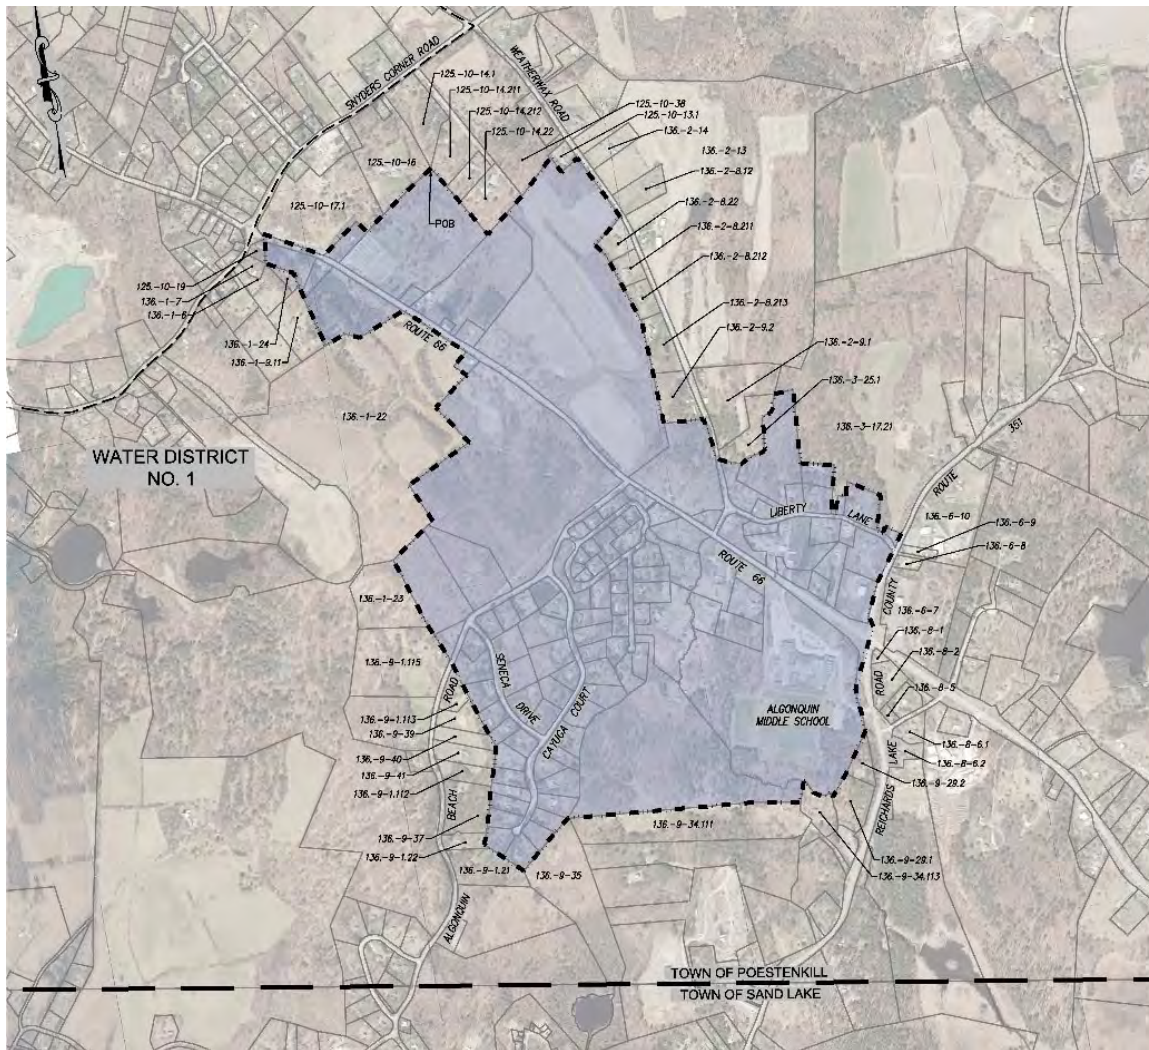 SNYDERS CORNER ROAD
WEATHERWAX ROAD
125.-10-14.1
125.-10-14.211
125.-10-14.212
125.-10-14.22
125.-10-38
125.-10-13.1
136.-2-14
136.-2-13
136.-2-8.12
125.-10-16
125.-10-17.1
POB
136.-2-8.22
136.-2-8.211
136.-2-8.212
125.-10-19
136.-1-7
136.-1-6
136.-1-24
136.-1-9.11
ROUTE 66
136.-2-8.213
136.-2-9.2
136.-2-9.1
136.-3-25.1
136.-1-22
136.-3-17.21
WATER DISTRICT
NO. 1
COUNTY ROUTE 351
LIBERTY LANE
136.-6-10
136.-6-9
136.-6-8
ROUTE 66
136.-1-23
136.-6-7
136.-8-1
136.-8-2
136.-9-1.115
SENECA DRIVE
CAYUGA COURT
ALGONQUIN
MIDDLE SCHOOL
136.-8-5
136.-9-1.113
136.-9-39
136.-9-40
136.-9-41
136.-9-1.112
136.-8-6.1
136.-8-6.2
136.-9-29.2
REICHARDS LAKE ROAD
ALGONQUIN BEACH ROAD
136.-9-37
136.-9-1.22
136.-9-1.21
136.-9-35
136.-9-34.111
136.-9-29.1
136.-9-34.113
TOWN OF POESTENKILL
TOWN OF SAND LAKE